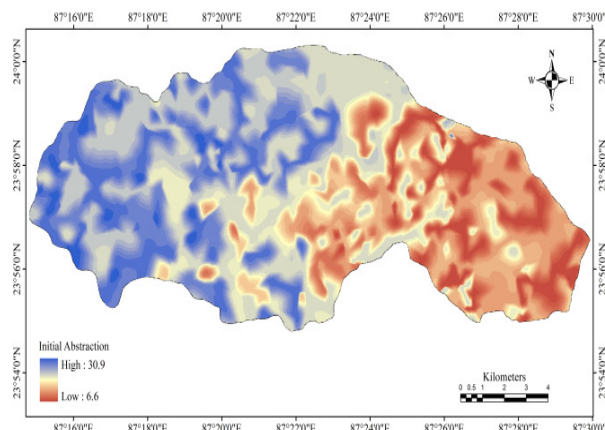 87°16'0"E 87°18'0"E 87°20'0"E 87°22'0"E 87°24'0"E 87°26'0"E 87°28'0"E 87°30'0"E
24°0'0"N 24°0'0"N
N
W E
S
23°58'0"N 23°58'0"N
23°56'0"N 23°56'0"N
Initial Abstraction
High : 30.9
Low : 6.6
23°54'0"N 23°54'0"N
Kilometers
0 0.5 1 2 3 4
87°16'0"E 87°18'0"E 87°20'0"E 87°22'0"E 87°24'0"E 87°26'0"E 87°28'0"E 87°30'0"E